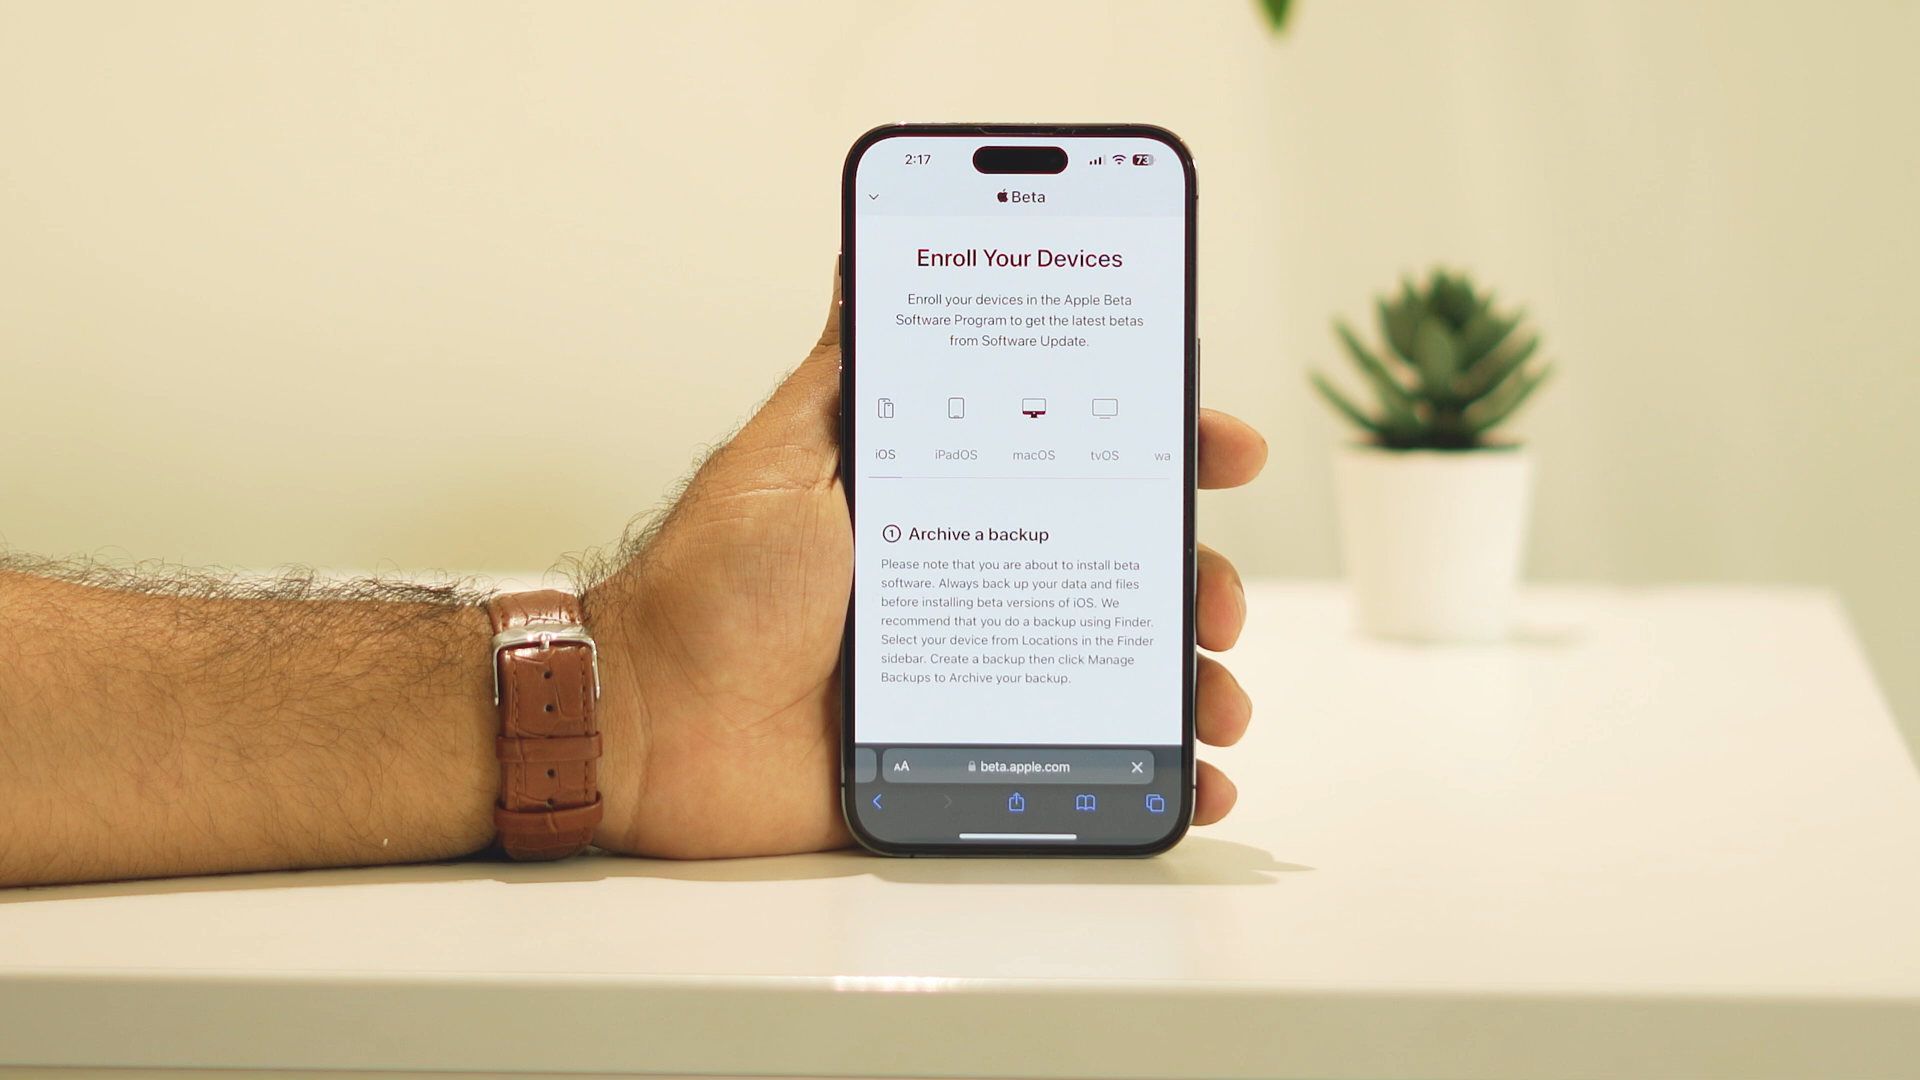 2:17
73
Beta
Enroll Your Devices
Enroll your devices in the Apple Beta
Software Program to get the latest betas
from Software Update.
iOS iPadOS macOS tvOS wa
1 Archive a backup
Please note that you are about to install beta
software. Always back up your data and files
before installing beta versions of iOS. We
recommend that you do a backup using Finder.
Select your device from Locations in the Finder
sidebar. Create a backup then click Manage
Backups to Archive your backup.
AA beta.apple.com